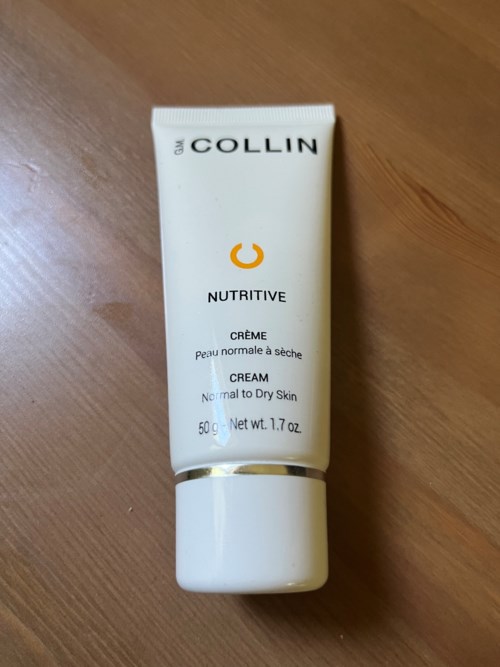 G.M. COLLIN
NUTRITIVE
CRÈME
Peau normale à sèche
CREAM
Normal to Dry Skin
50 g - Net wt. 1.7 oz.